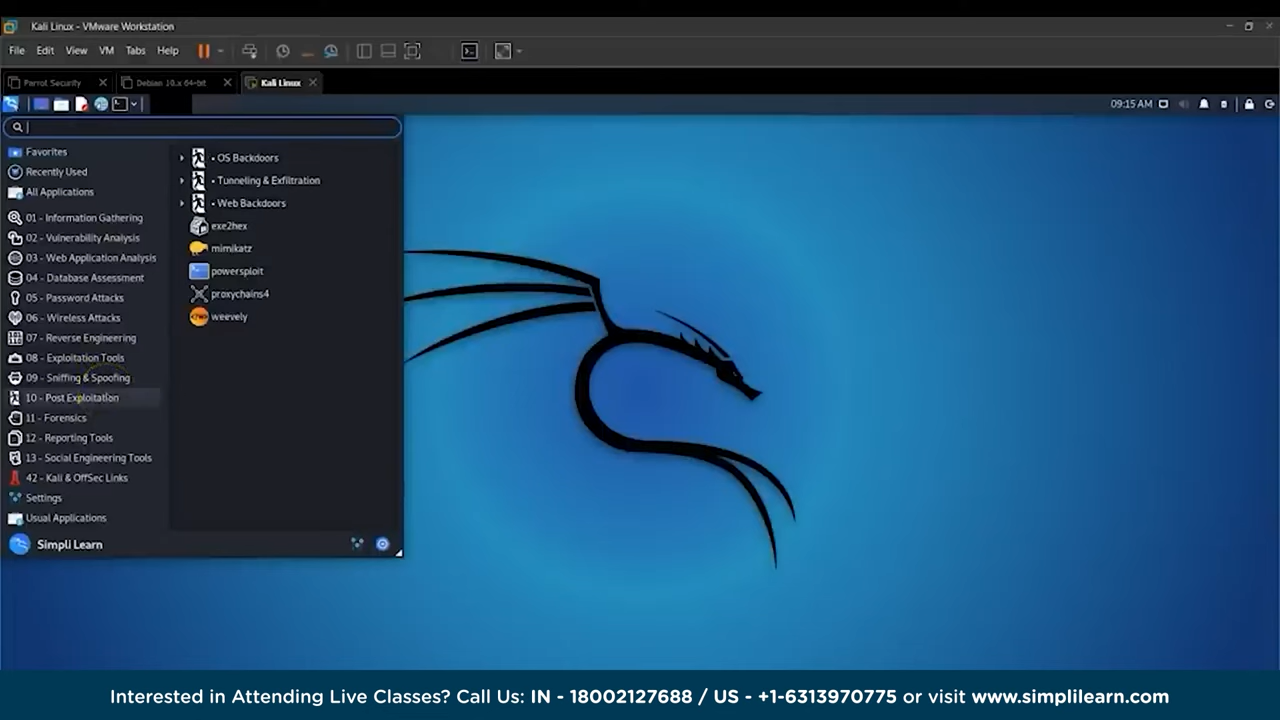 Kali Linux - VMware Workstation
File Edit View VM Tabs Help
Parrot Security Debian 10.x 64-bit Kali Linux
09:15 AM
Favorites
Recently Used
All Applications
01 - Information Gathering
02 - Vulnerability Analysis
03 - Web Application Analysis
04 - Database Assessment
05 - Password Attacks
06 - Wireless Attacks
07 - Reverse Engineering
08 - Exploitation Tools
09 - Sniffing & Spoofing
10 - Post Exploitation
11 - Forensics
12 - Reporting Tools
13 - Social Engineering Tools
42 - Kali & OffSec Links
Settings
Usual Applications
• OS Backdoors
• Tunneling & Exfiltration
• Web Backdoors
exe2hex
mimikatz
powersploit
proxychains4
weevely
Simpli Learn
Interested in Attending Live Classes? Call Us: IN - 18002127688 / US - +1-6313970775 or visit www.simplilearn.com